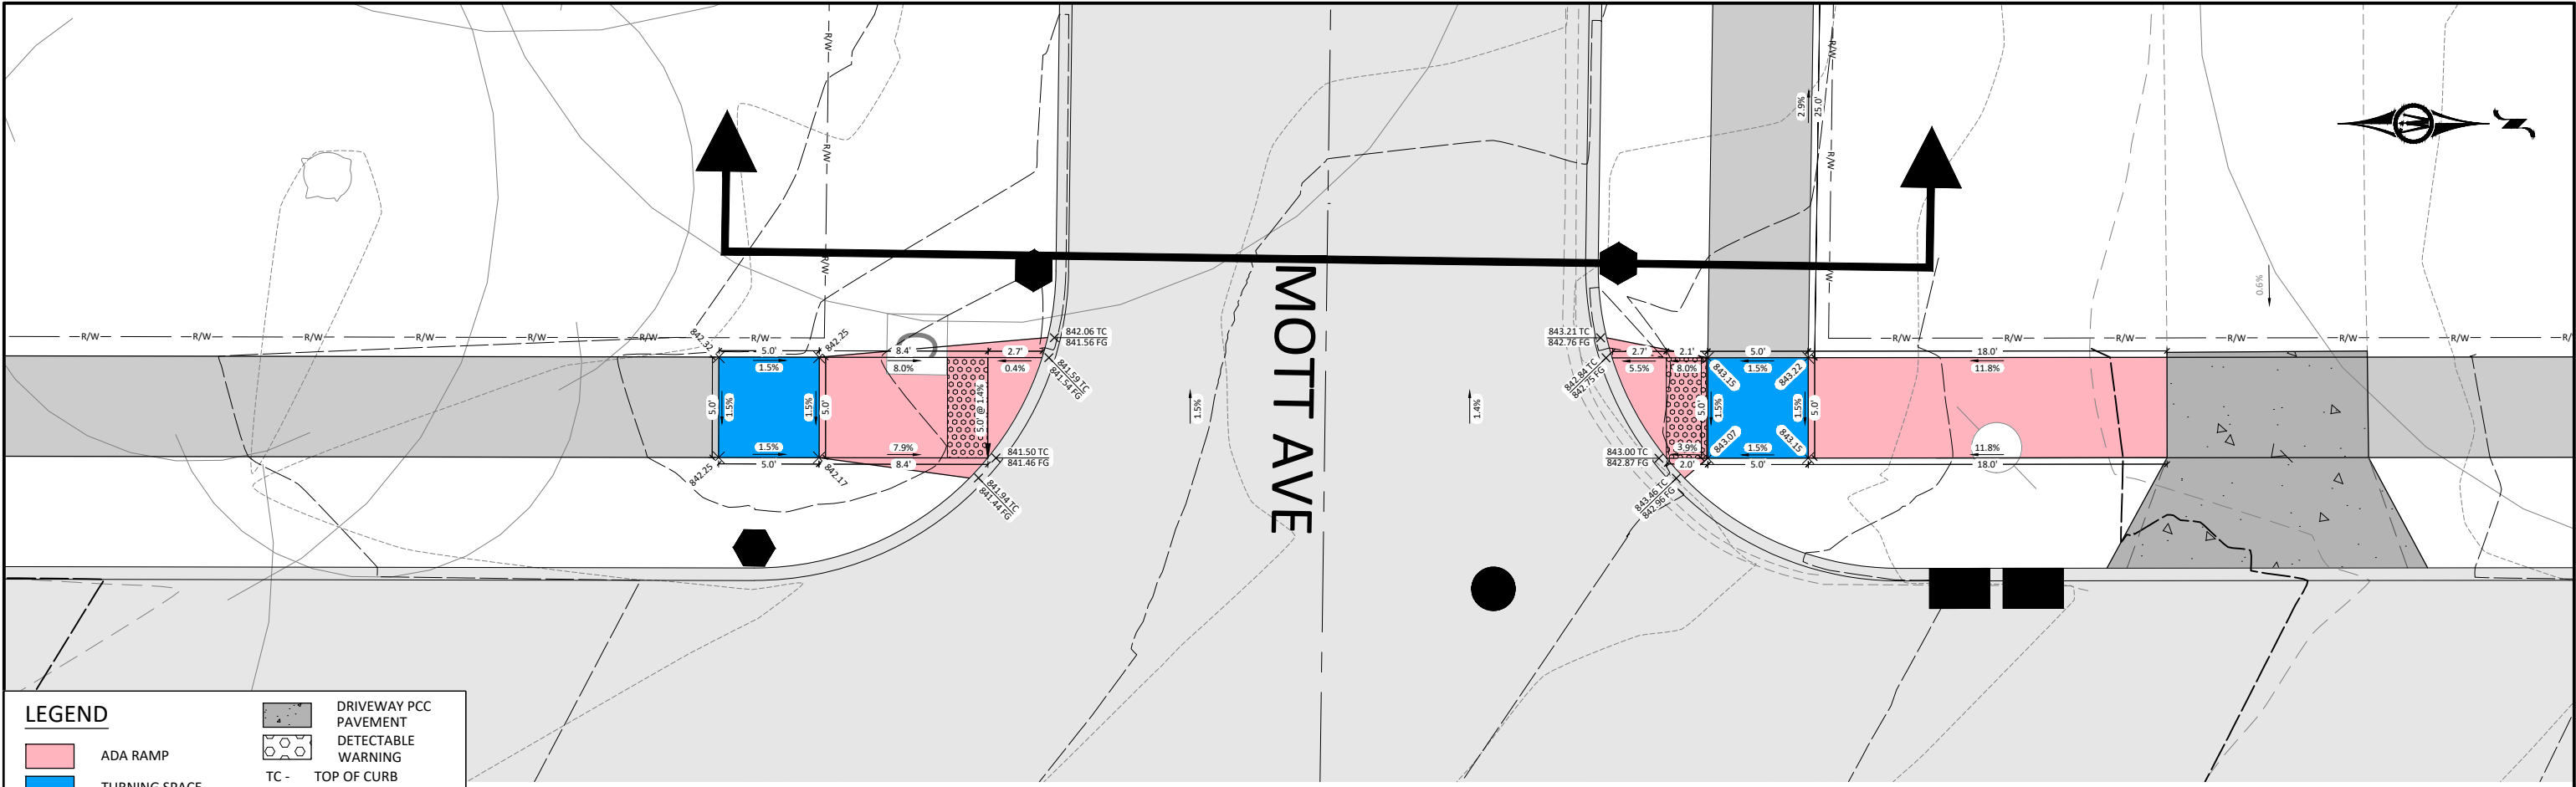 R/W
R/W
2.9%
25.0'
R/W
R/W
N
R/W
R/W
0.6%
MOTT AVE
R/W
R/W
R/W
R/W
R/W
R/W
R/W
R/W
R/W
R/W
R/W
R/W
R/
842.32
5.0'
1.5%
842.25
8.4'
8.0%
2.7'
0.4%
842.06 TC
841.56 FG
841.59 TC
841.54 FG
5.0'
1.5%
1.5%
5.0'
5.0' @ 1.4%
1.5%
5.0'
7.9%
8.4'
842.25
842.17
841.50 TC
841.46 FG
841.94 TC
841.44 FG
1.5%
1.4%
843.21 TC
842.76 FG
842.84 TC
842.75 FG
2.7'
5.5%
2.1'
8.0%
5.0'
1.5%
843.15
843.22
18.0'
11.8%
5.0'
1.5%
1.5%
5.0'
843.07
843.15
843.00 TC
842.87 FG
3.9%
2.0'
1.5%
5.0'
11.8%
18.0'
843.46 TC
842.96 FG
LEGEND
ADA RAMP
TURNING SPACE
DRIVEWAY PCC
PAVEMENT
DETECTABLE
WARNING
TC - TOP OF CURB